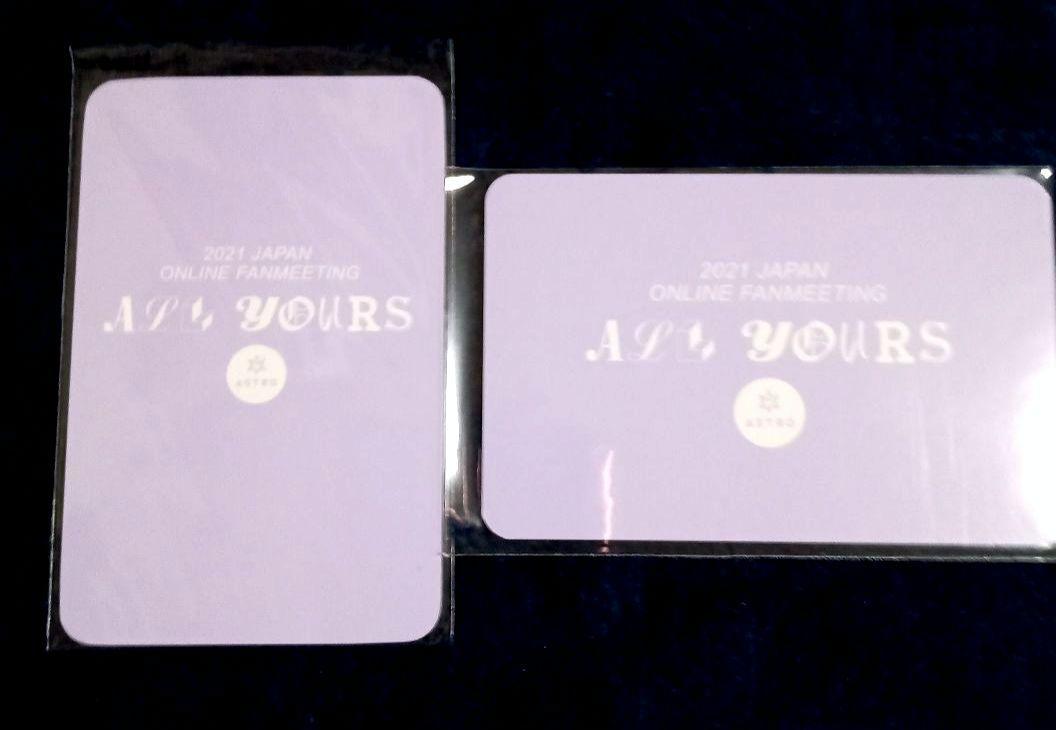 2021 JAPAN
ONLINE FANMEETING
ALL YOURS
ASTRO
2021 JAPAN
ONLINE FANMEETING
ALL YOURS
ASTRO